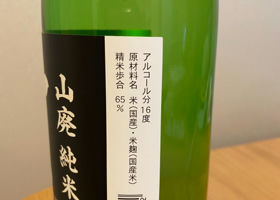 アルコール分16度
原材料名 米(国産)・米麹(国産米)
精米歩合 65%
山廃純米